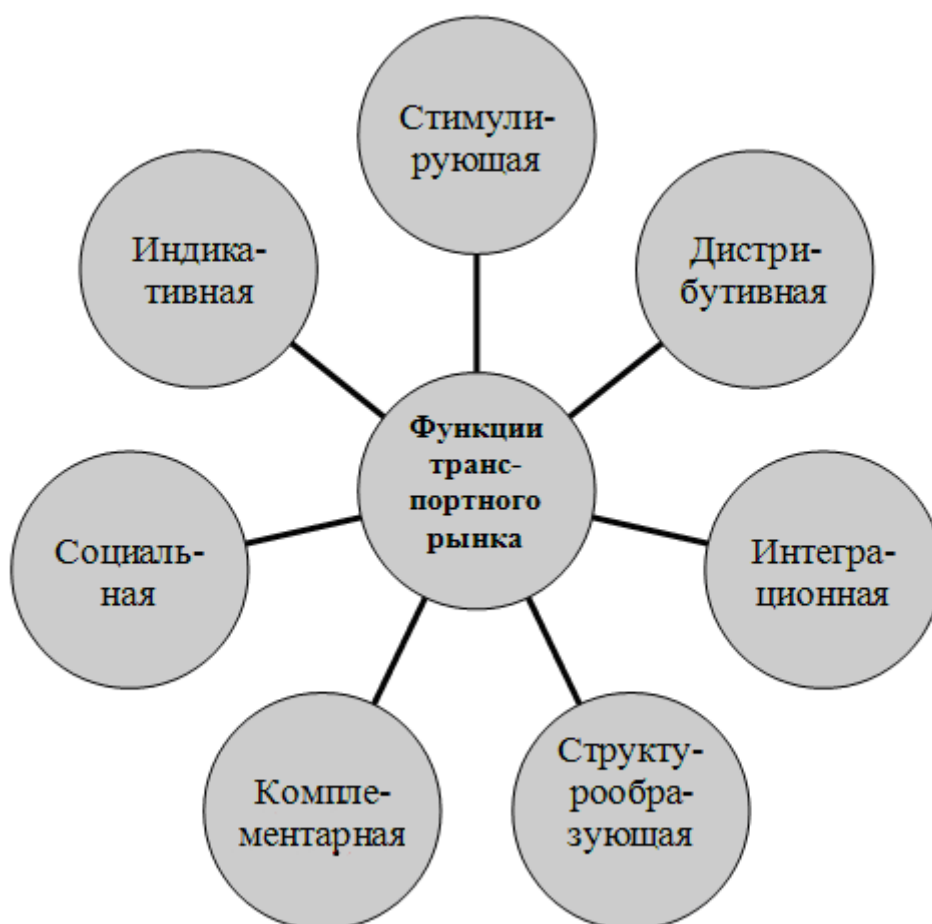 Стимули-
рующая
Дистри-
бутивная
Интегра-
ционная
Структу-
рообра-
зующая
Компле-
ментарная
Социаль-
ная
Индика-
тивная
Функции
транс-
портного
рынка